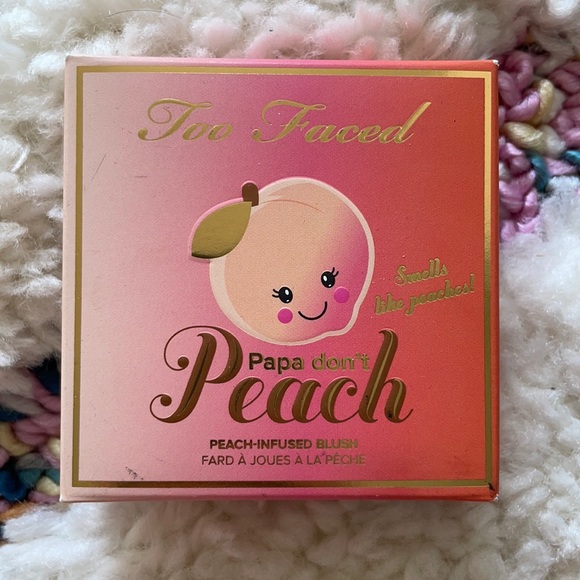 Too Faced
Smells
like peaches!
Papa don't
Peach
PEACH-INFUSED BLUSH
FARD À JOUES À LA PÊCHE